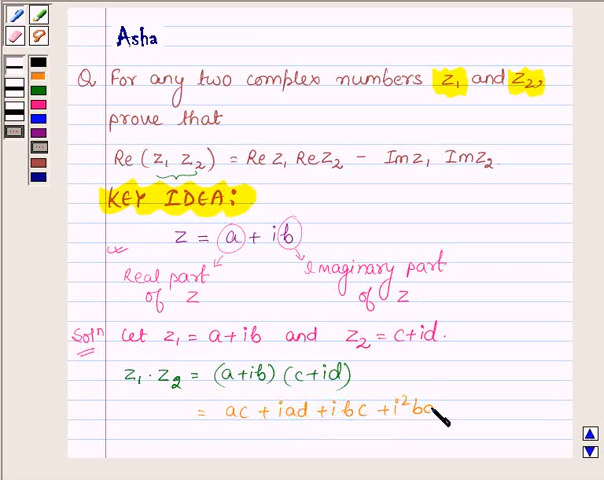 Asha
Q For any two complex numbers z₁ and z₂,
prove that
Re (z₁ z₂) = Re z₁ Re z₂ - Im z₁ Im z₂.
KEY IDEA:
z = a + ib
Real part of z
Imaginary part of z
Solⁿ Let z₁ = a+ib and z₂ = c+id.
z₁ · z₂ = (a+ib) (c+id)
= ac + iad + ibc + i²b